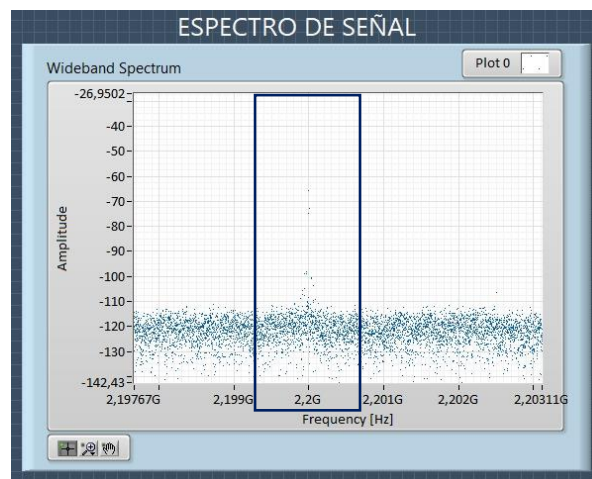 ESPECTRO DE SEÑAL
Wideband Spectrum
Plot 0
-26,9502
-40
-50
-60
-70
-80
-90
-100
-110
-120
-130
-142,43
Amplitude
2,19767G 2,199G 2,2G 2,201G 2,202G 2,20311G
Frequency [Hz]